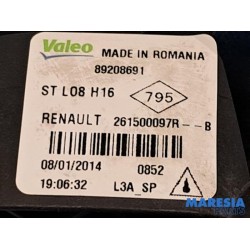 Valeo
MADE IN ROMANIA
89208691
ST L08 H16
795
RENAULT 261500097R--B
08/01/2014 0852
19:06:32 L3A_SP
MARESIA